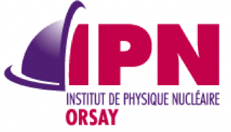 IPN
INSTITUT DE PHYSIQUE NUCLÉAIRE
ORSAY